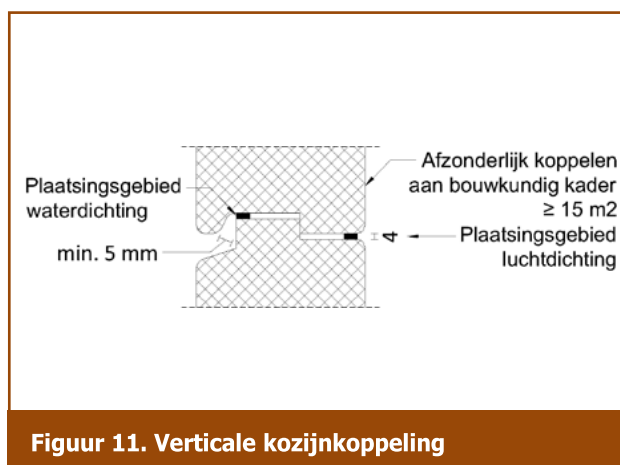 Plaatsingsgebied
waterdichting
min. 5 mm
Afzonderlijk koppelen
aan bouwkundig kader
≥ 15 m2
4
Plaatsingsgebied
luchtdichting
Figuur 11. Verticale kozijnkoppeling